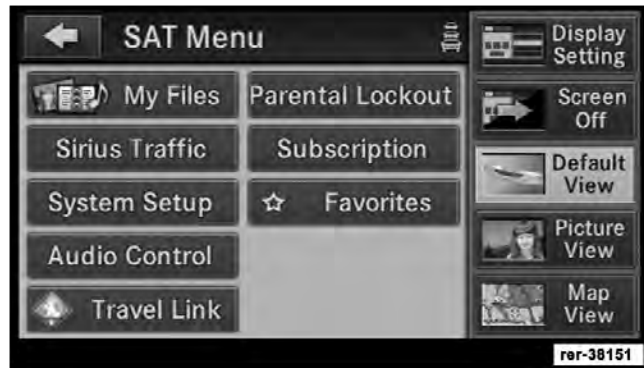 SAT Menu
My Files
Parental Lockout
Sirius Traffic
Subscription
System Setup
Favorites
Audio Control
Travel Link
Display
Setting
Screen
Off
Default
View
Picture
View
Map
View
rer-38151